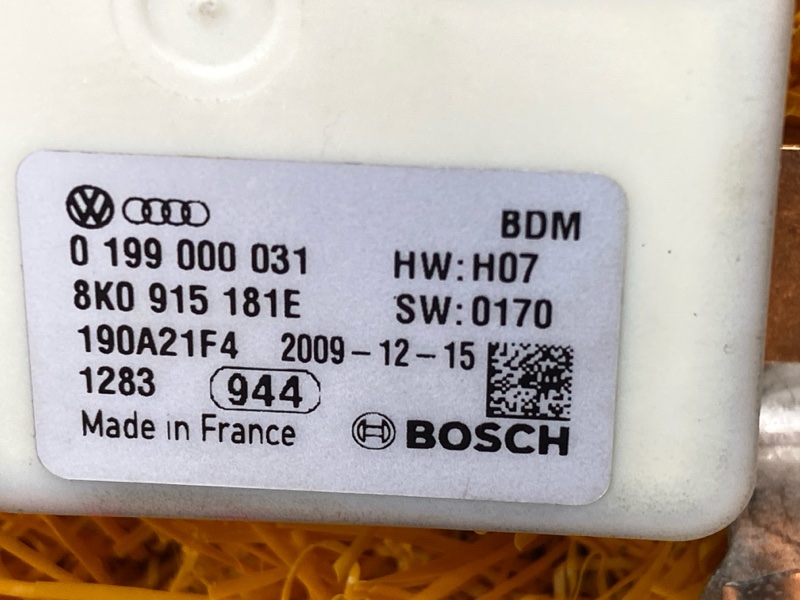 BDM
0 199 000 031 HW: H07
8K0 915 181E SW: 0170
190A21F4 2009-12-15
1283 944
Made in France BOSCH